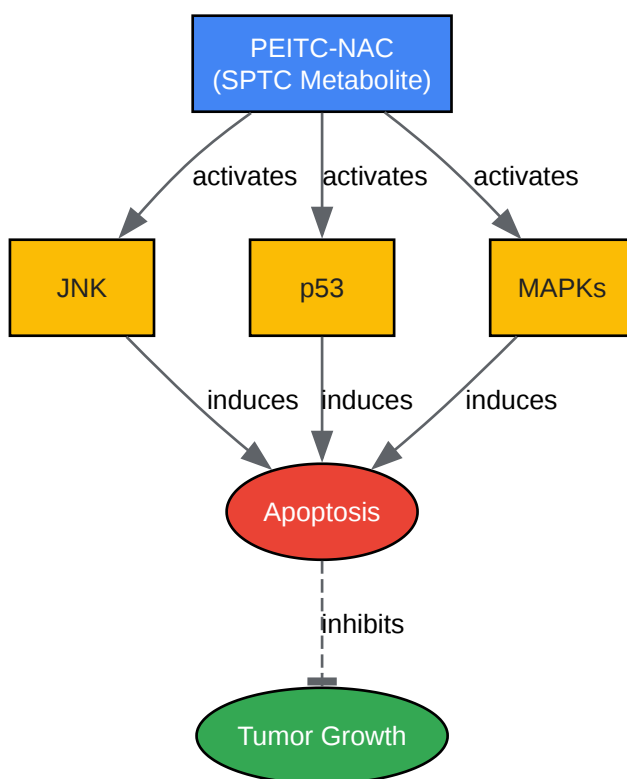 PEITC-NAC
(SPTC Metabolite)
activates
activates
activates
JNK
p53
MAPKs
induces
induces
induces
Apoptosis
inhibits
Tumor Growth